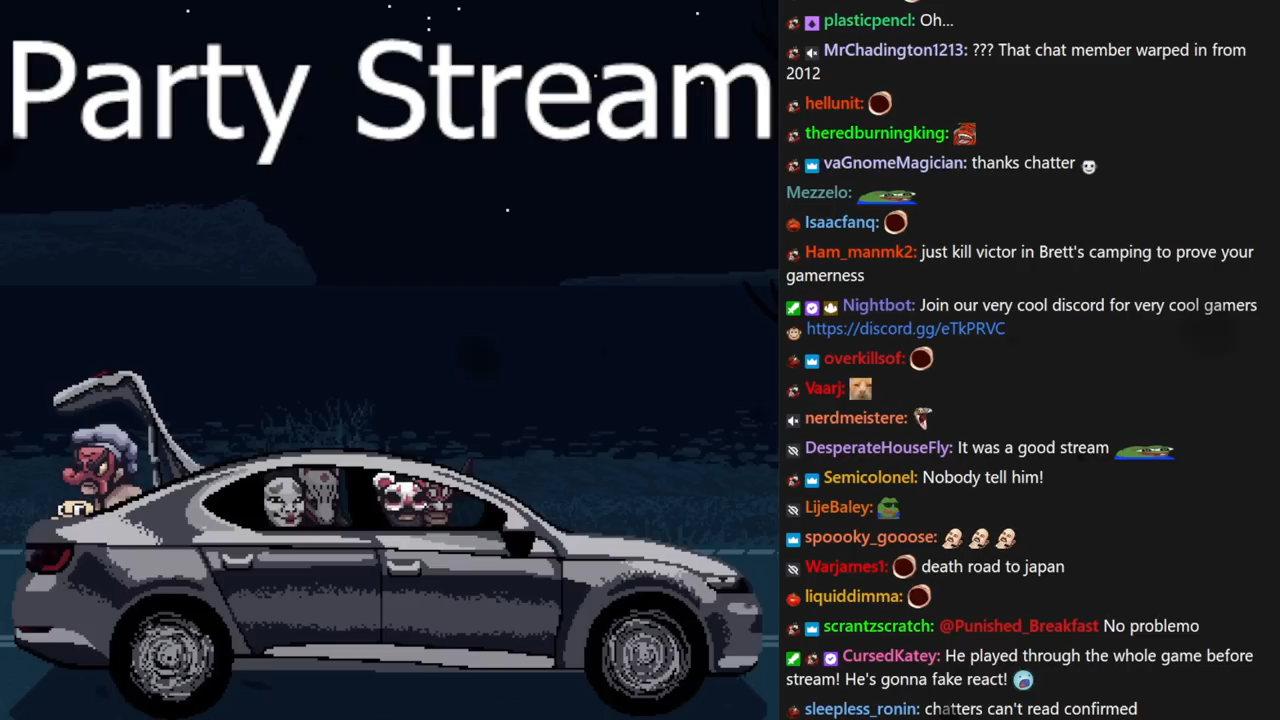 Party Stream
plasticpencl: Oh...
MrChadington1213: ??? That chat member warped in from
2012
hellunit:
theredburningking:
vaGnomeMagician: thanks chatter
Mezzelo:
Isaacfanq:
Ham_manmk2: just kill victor in Brett's camping to prove your
gamerness
Nightbot: Join our very cool discord for very cool gamers
https://discord.gg/eTkPRVC
overkillsof:
Vaarj:
nerdmeistere:
DesperateHouseFly: It was a good stream
Semicolonel: Nobody tell him!
LijeBaley:
spoooky_gooose:
Warjames1: death road to japan
liquiddimma:
scrantzscratch: @Punished_Breakfast No problemo
CursedKatey: He played through the whole game before
stream! He's gonna fake react!
sleepless_ronin: chatters can't read confirmed